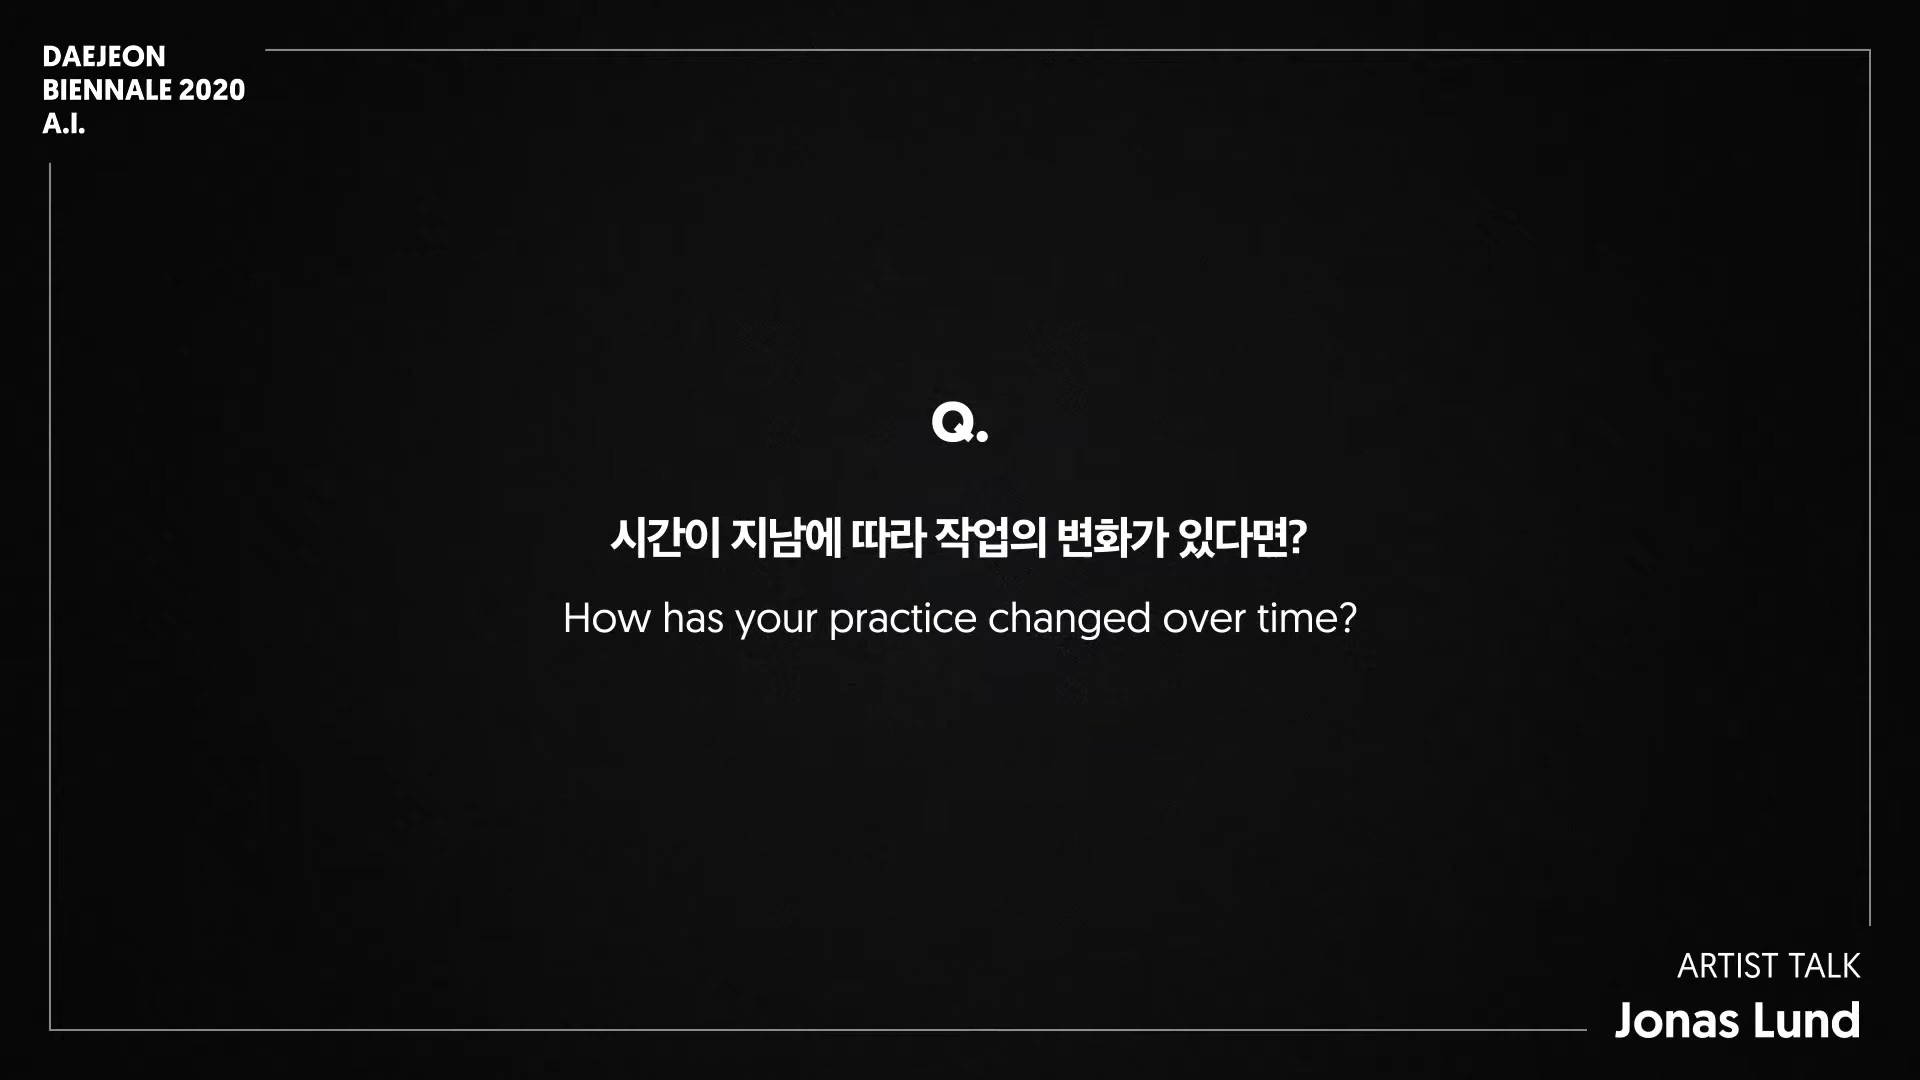 DAEJEON
BIENNALE 2020
A.I.
Q.
시간이 지남에 따라 작업의 변화가 있다면?
How has your practice changed over time?
ARTIST TALK
Jonas Lund